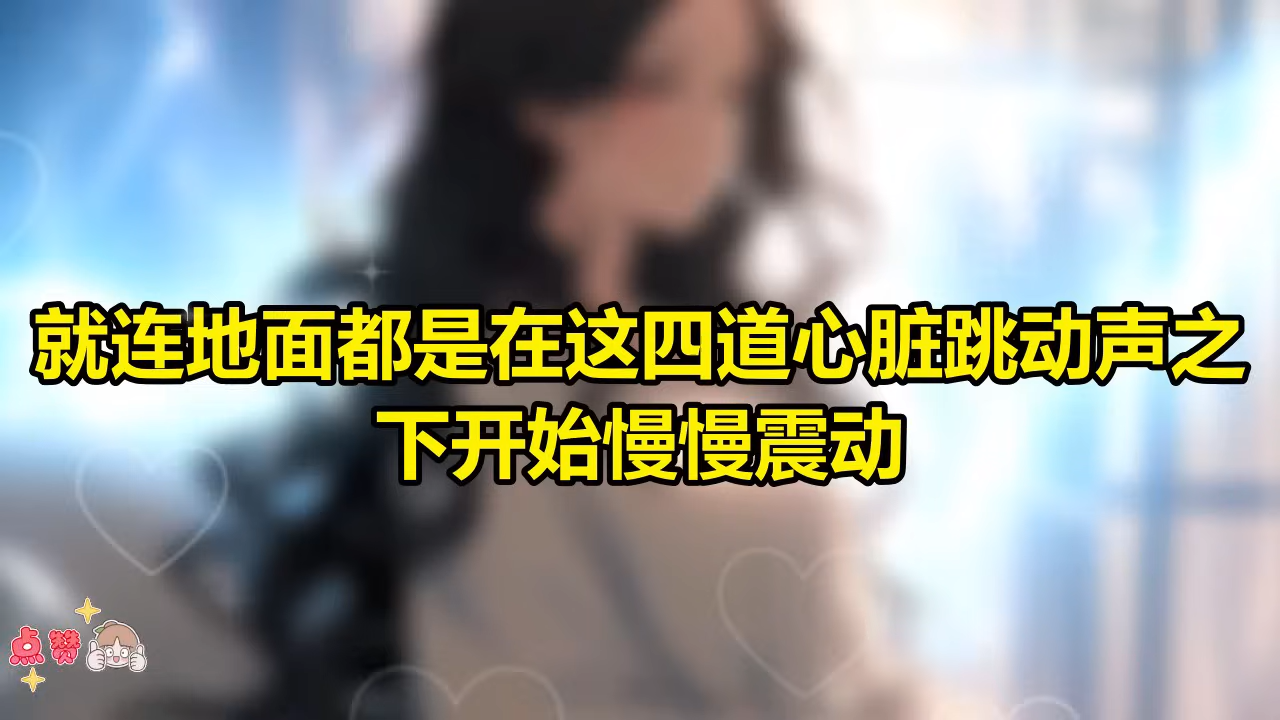 就连地面都是在这四道心脏跳动声之
下开始慢慢震动
点赞